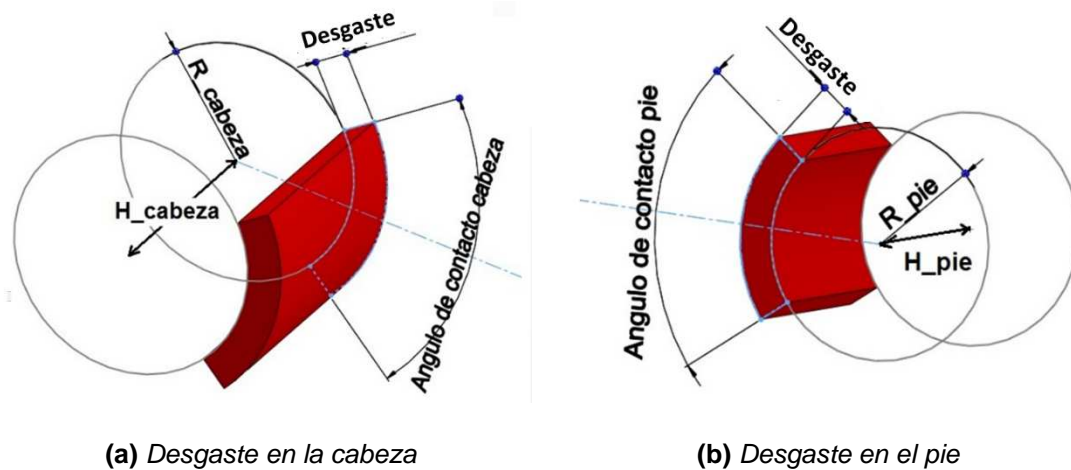 Desgaste
R_cabeza
H_cabeza
Angulo de contacto cabeza
(a) Desgaste en la cabeza
Desgaste
Angulo de contacto pie
R_pie
H_pie
(b) Desgaste en el pie